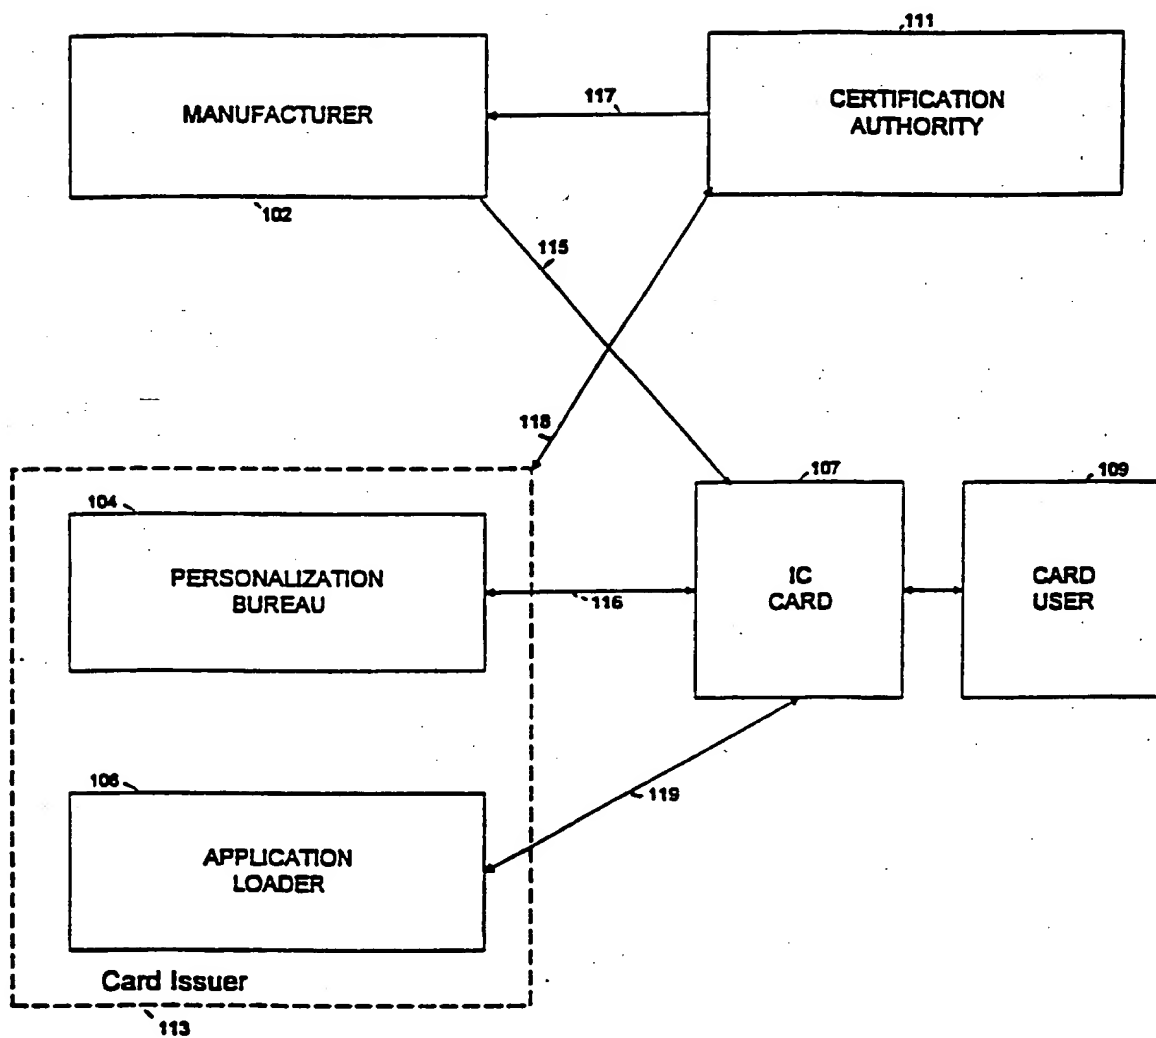 111
MANUFACTURER
117
CERTIFICATION
AUTHORITY
102
115
118
107
109
104
PERSONALIZATION
BUREAU
116
IC
CARD
CARD
USER
106
APPLICATION
LOADER
119
Card Issuer
113